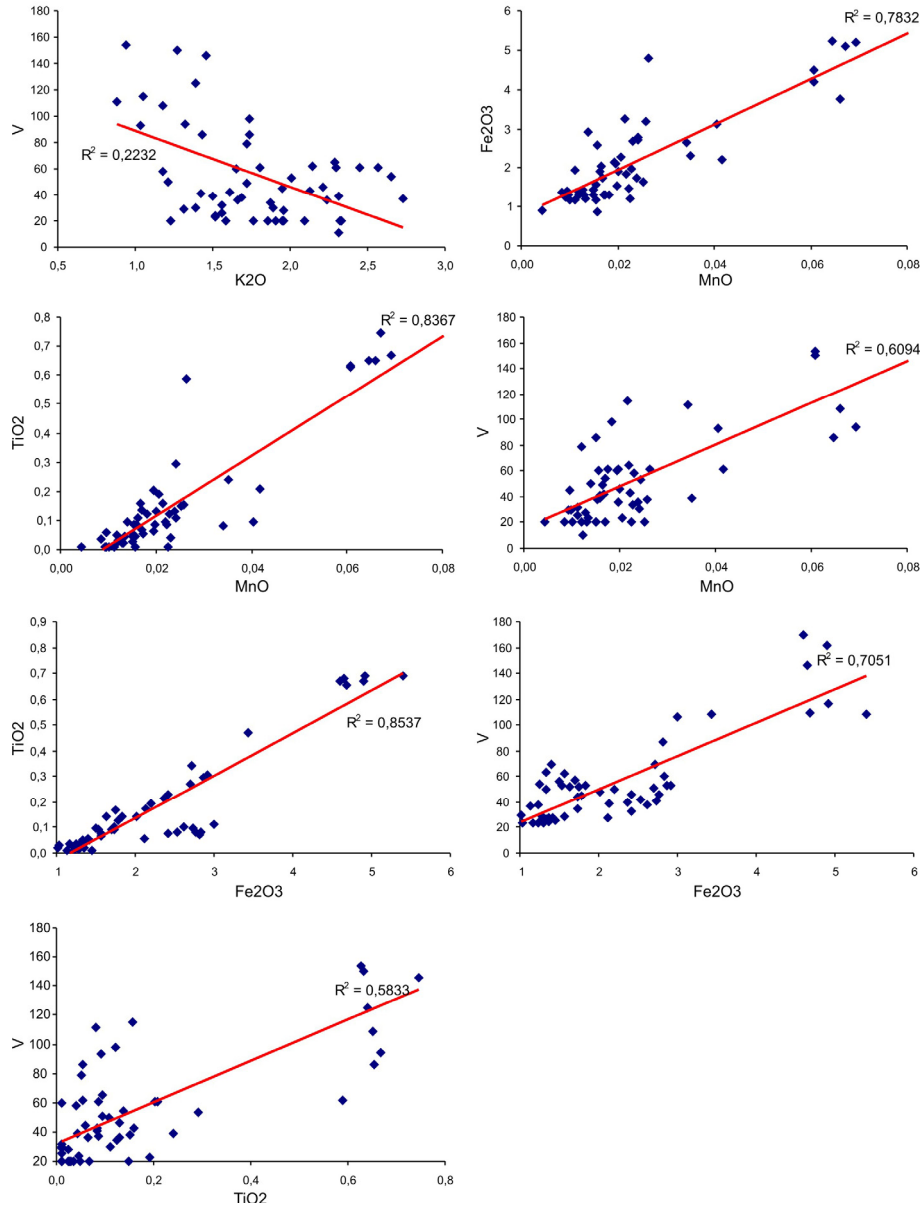 180
160
140
120
100
80
60
40
20
0
V
R² = 0,2232
0,5 1,0 1,5 2,0 2,5 3,0
K2O
6
5
4
3
2
1
0
Fe2O3
R² = 0,7832
0,00 0,02 0,04 0,06 0,08
MnO
0,8
0,7
0,6
0,5
0,4
0,3
0,2
0,1
0,0
TiO2
R² = 0,8367
0,00 0,02 0,04 0,06 0,08
MnO
180
160
140
120
100
80
60
40
20
0
V
R² = 0,6094
0,00 0,02 0,04 0,06 0,08
MnO
0,9
0,8
0,7
0,6
0,5
0,4
0,3
0,2
0,1
0,0
TiO2
R² = 0,8537
1 2 3 4 5 6
Fe2O3
180
160
140
120
100
80
60
40
20
0
V
R² = 0,7051
1 2 3 4 5 6
Fe2O3
180
160
140
120
100
80
60
40
20
V
R² = 0,5833
0,0 0,2 0,4 0,6 0,8
TiO2